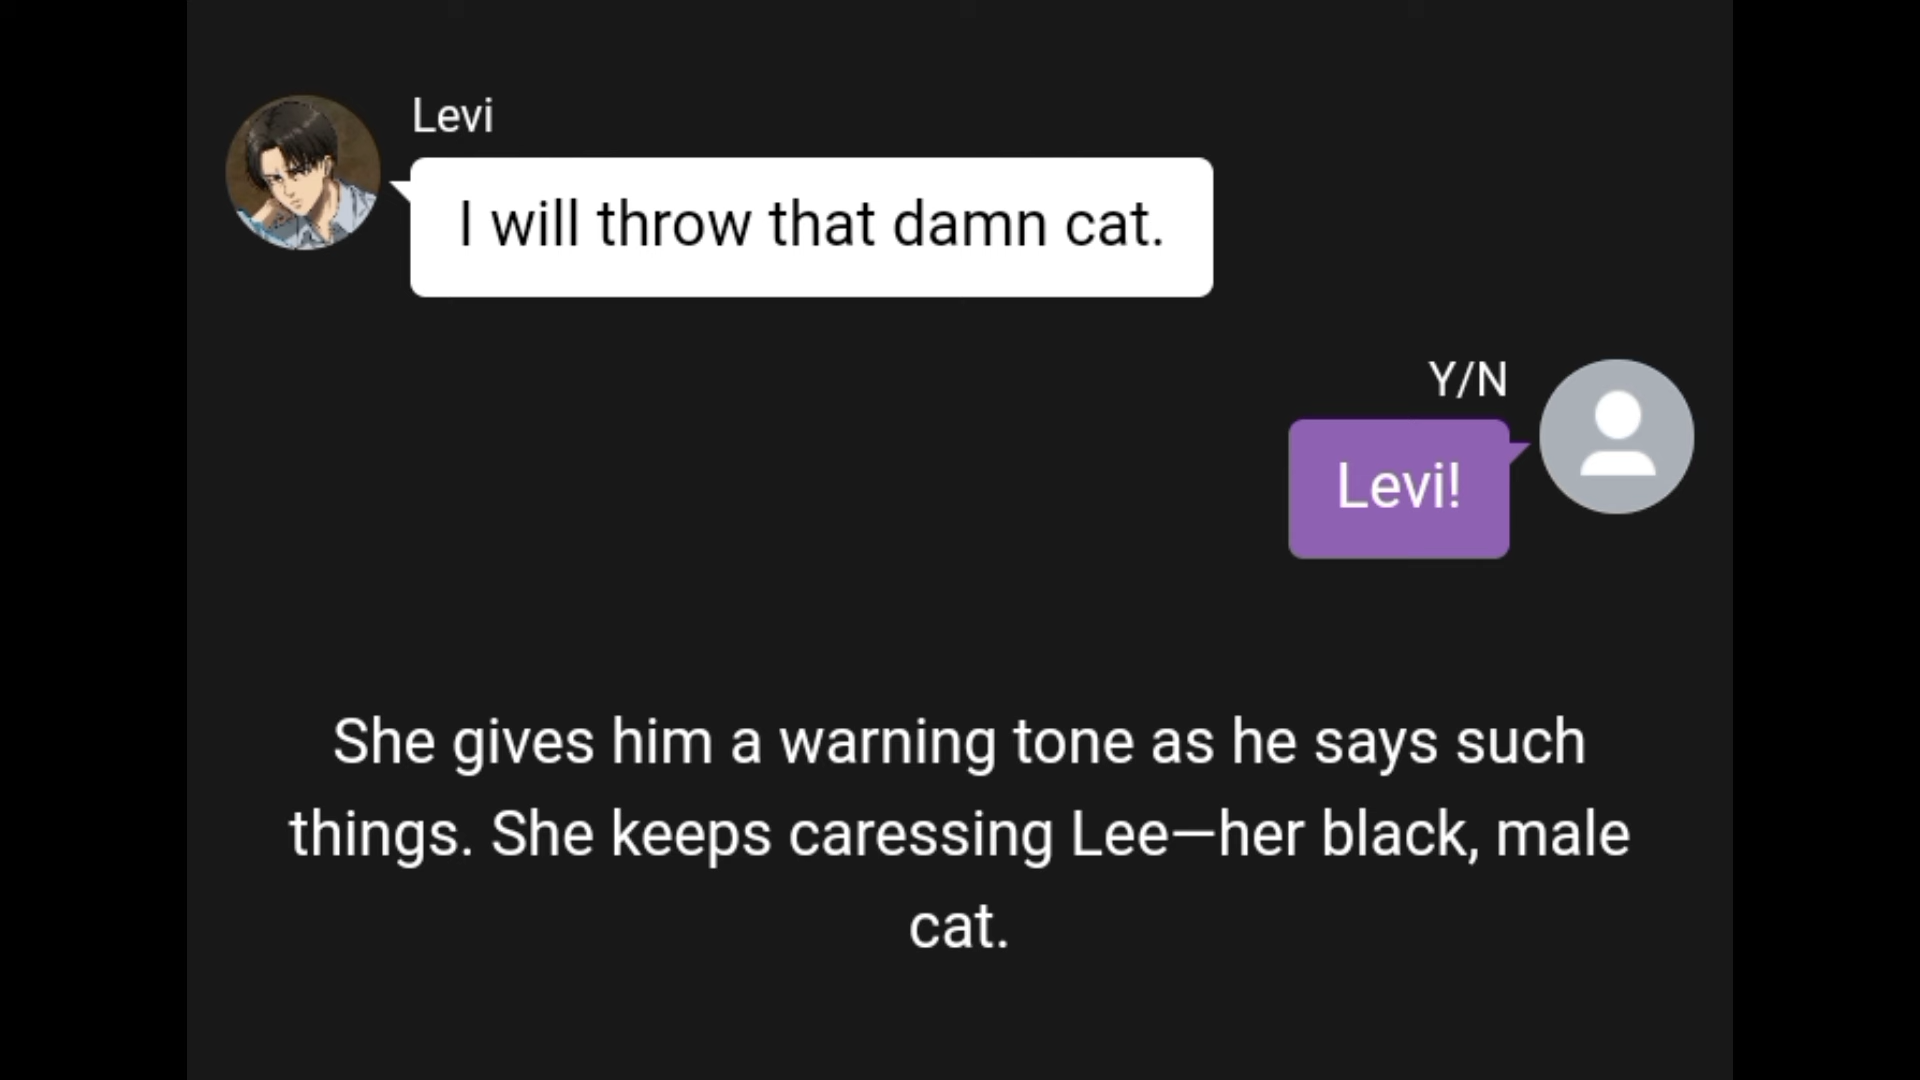 Levi
I will throw that damn cat.
Y/N
Levi!
She gives him a warning tone as he says such
things. She keeps caressing Lee—her black, male
cat.